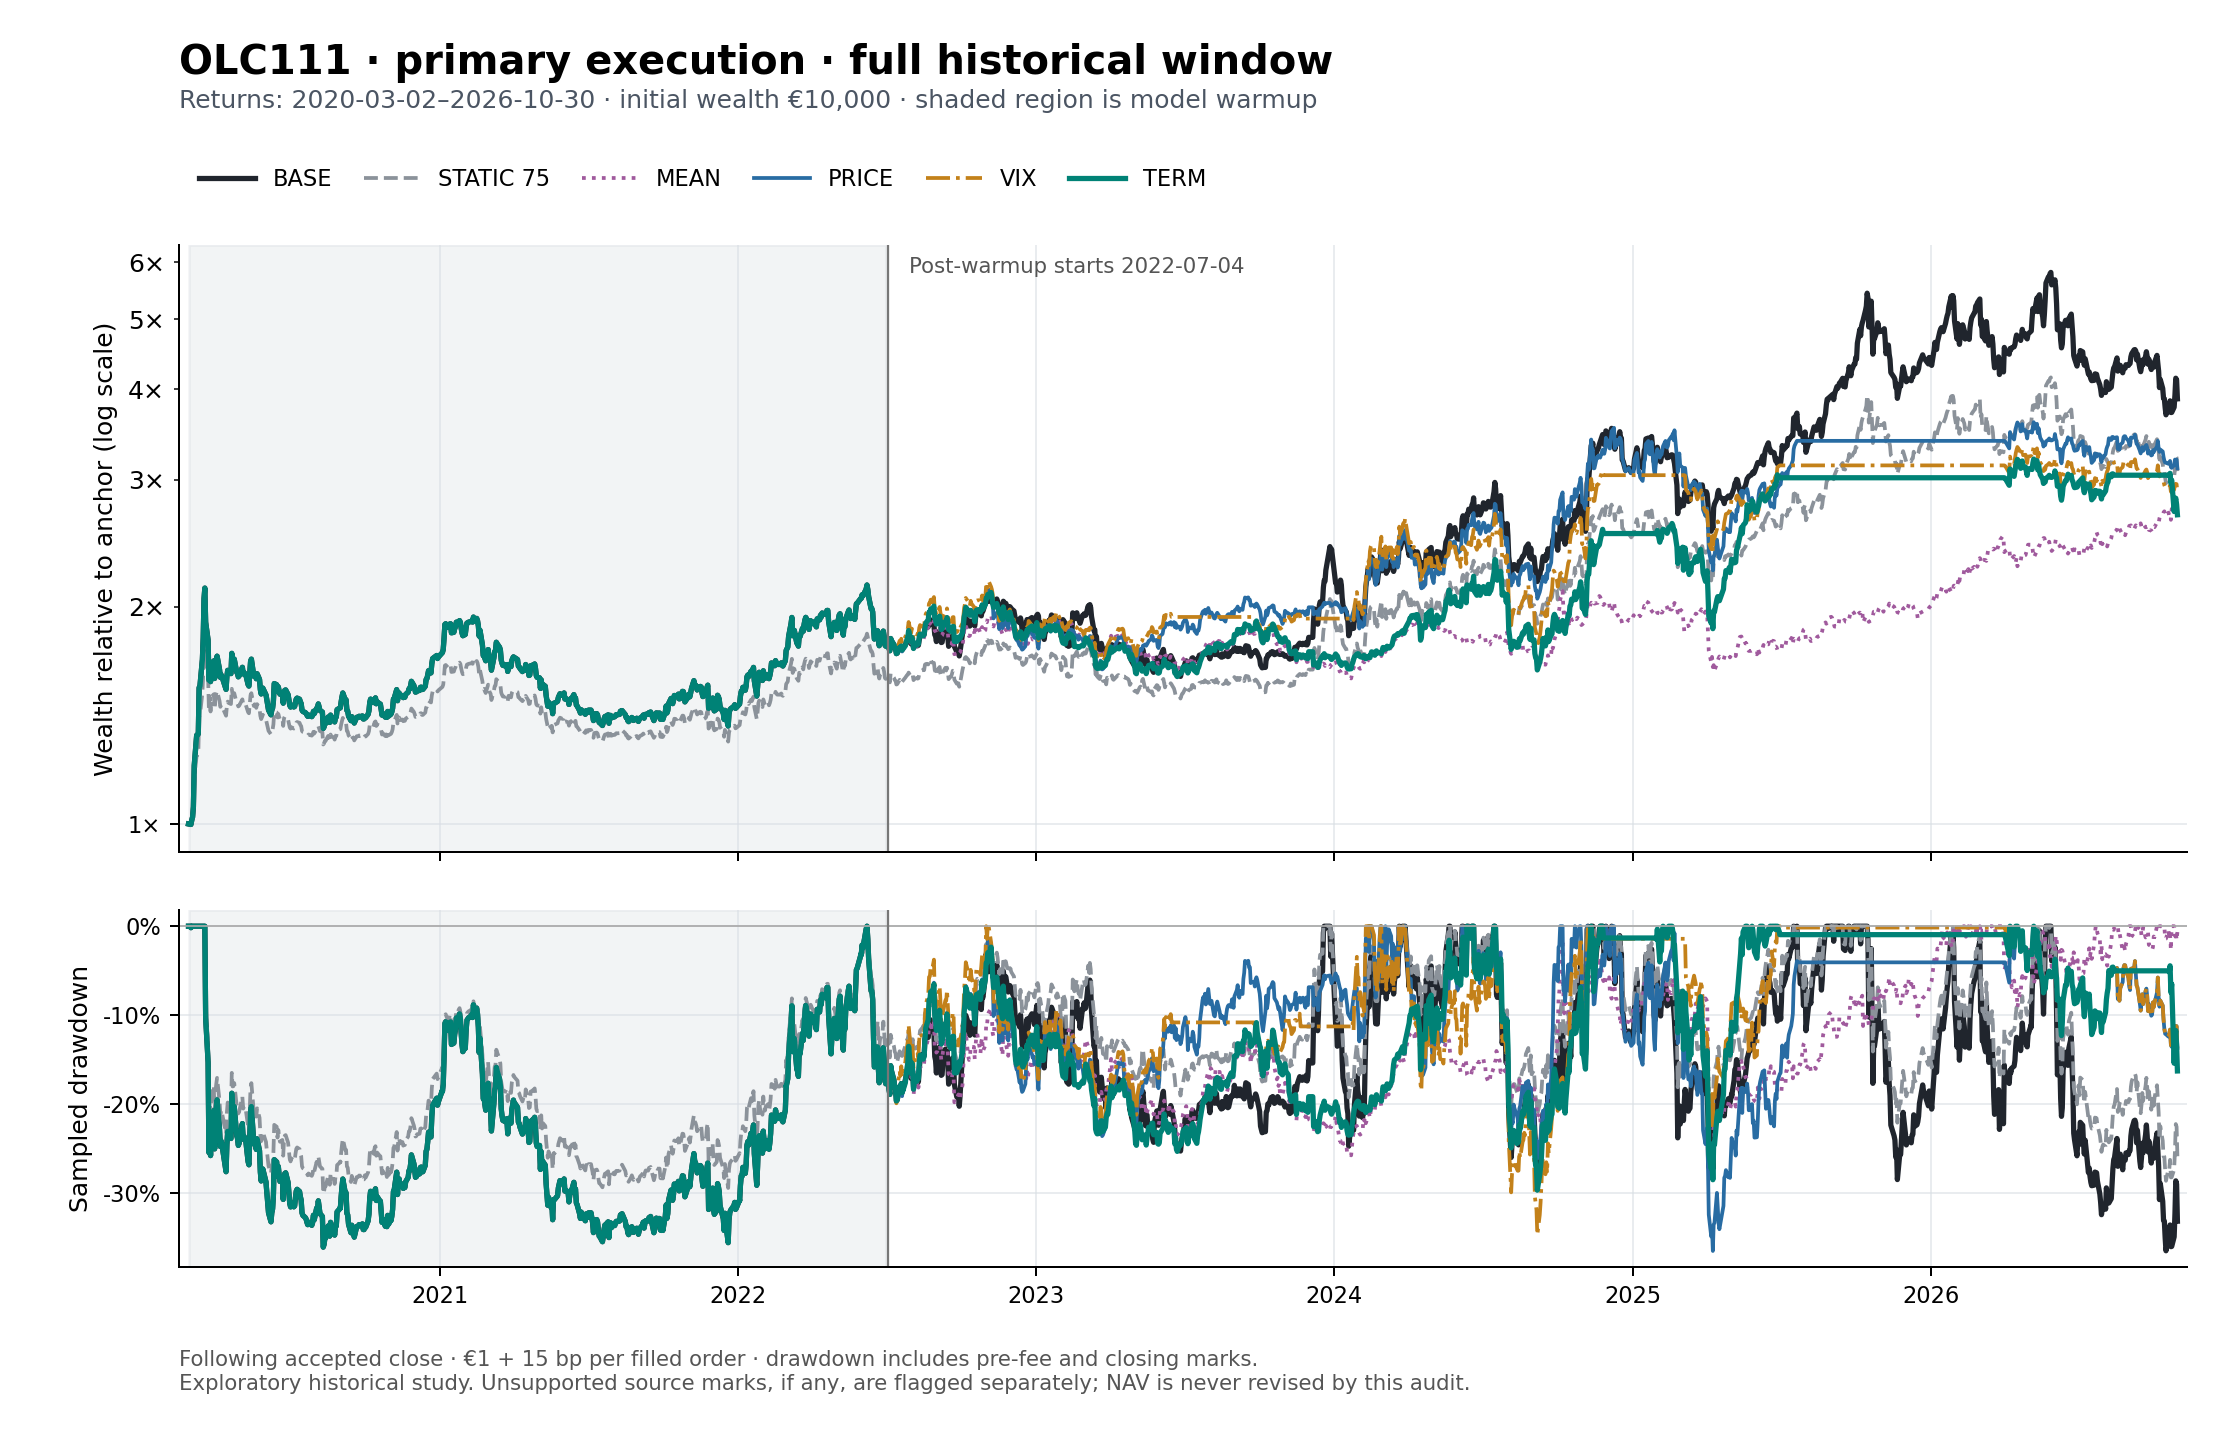 OLC111 · primary execution · full historical window
Returns: 2020-03-02–2026-10-30 · initial wealth €10,000 · shaded region is model warmup
BASE STATIC 75 MEAN PRICE VIX TERM
Wealth relative to anchor (log scale)
6×
5×
4×
3×
2×
1×
Post-warmup starts 2022-07-04
Sampled drawdown
0%
-10%
-20%
-30%
2021 2022 2023 2024 2025 2026
Following accepted close · €1 + 15 bp per filled order · drawdown includes pre-fee and closing marks.
Exploratory historical study. Unsupported source marks, if any, are flagged separately; NAV is never revised by this audit.